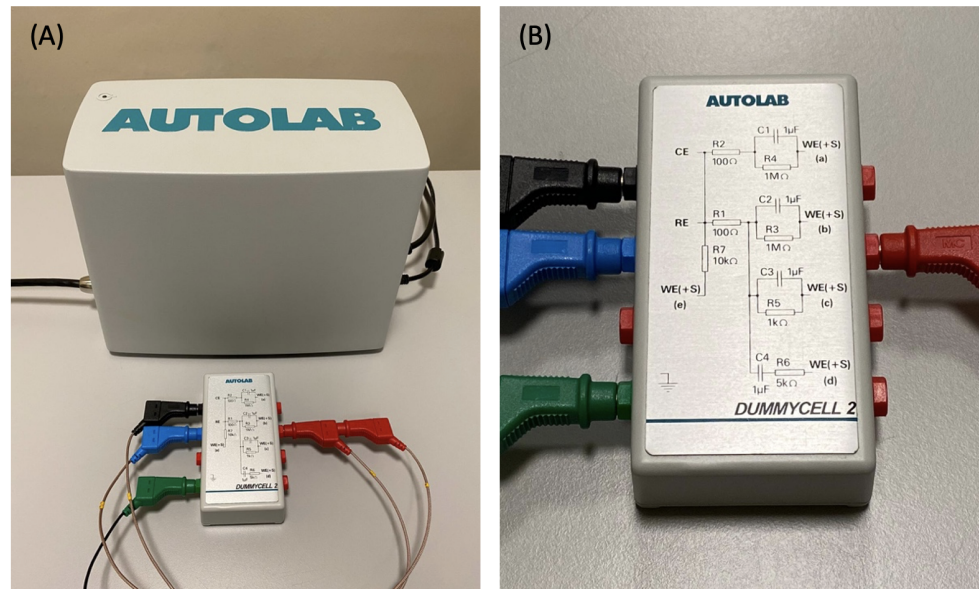 (A)
AUTOLAB
AUTOLAB
DUMMYCELL 2
(B)
AUTOLAB
C1 1µF
CE R2 WE(+S)
100Ω R4 (a)
1MΩ
C2 1µF
RE R1 WE(+S)
100Ω R3 (b)
R7 1MΩ
10kΩ
C3 1µF
WE(+S) WE(+S)
(e) R5 (c)
1kΩ
C4 R6 WE(+S)
1µF 5kΩ (d)
DUMMYCELL 2